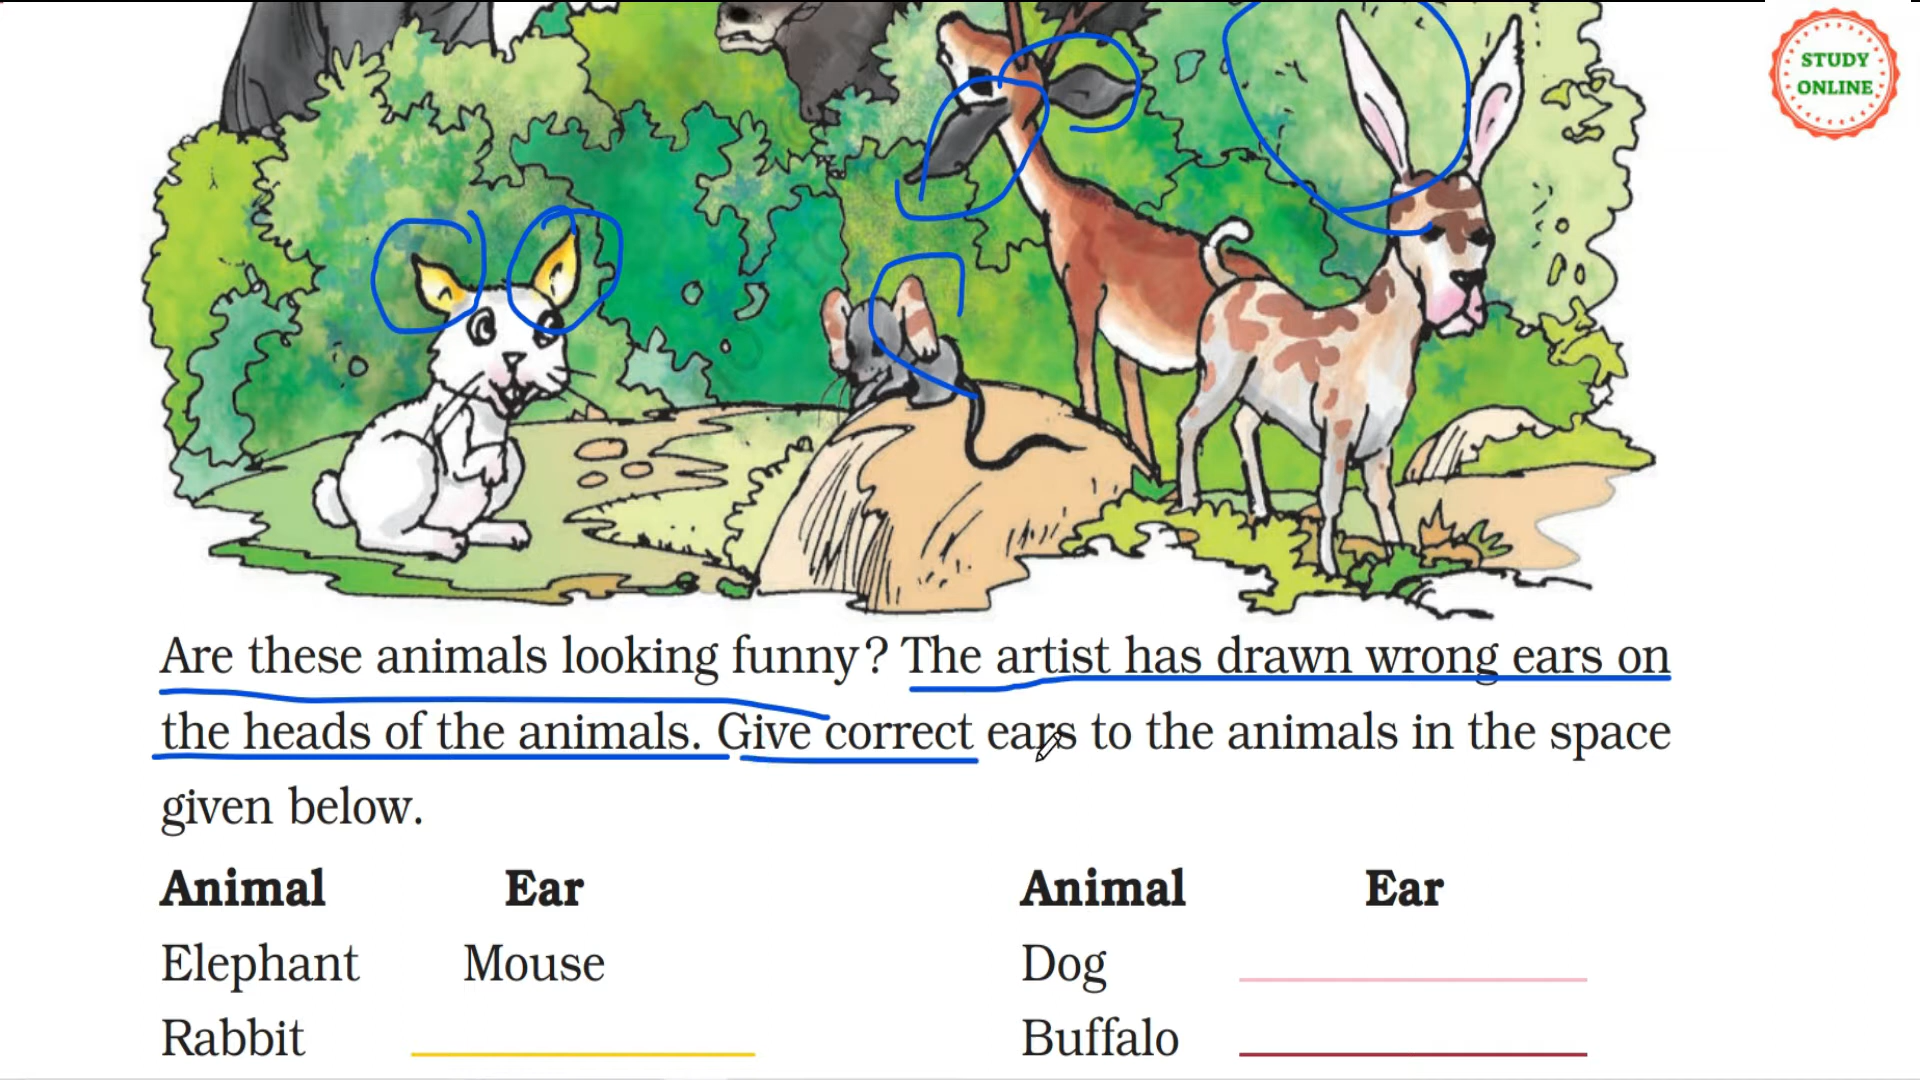 STUDY
ONLINE
Are these animals looking funny? The artist has drawn wrong ears on
the heads of the animals. Give correct ears to the animals in the space
given below.
Animal Ear Animal Ear
Elephant Mouse Dog
Rabbit Buffalo